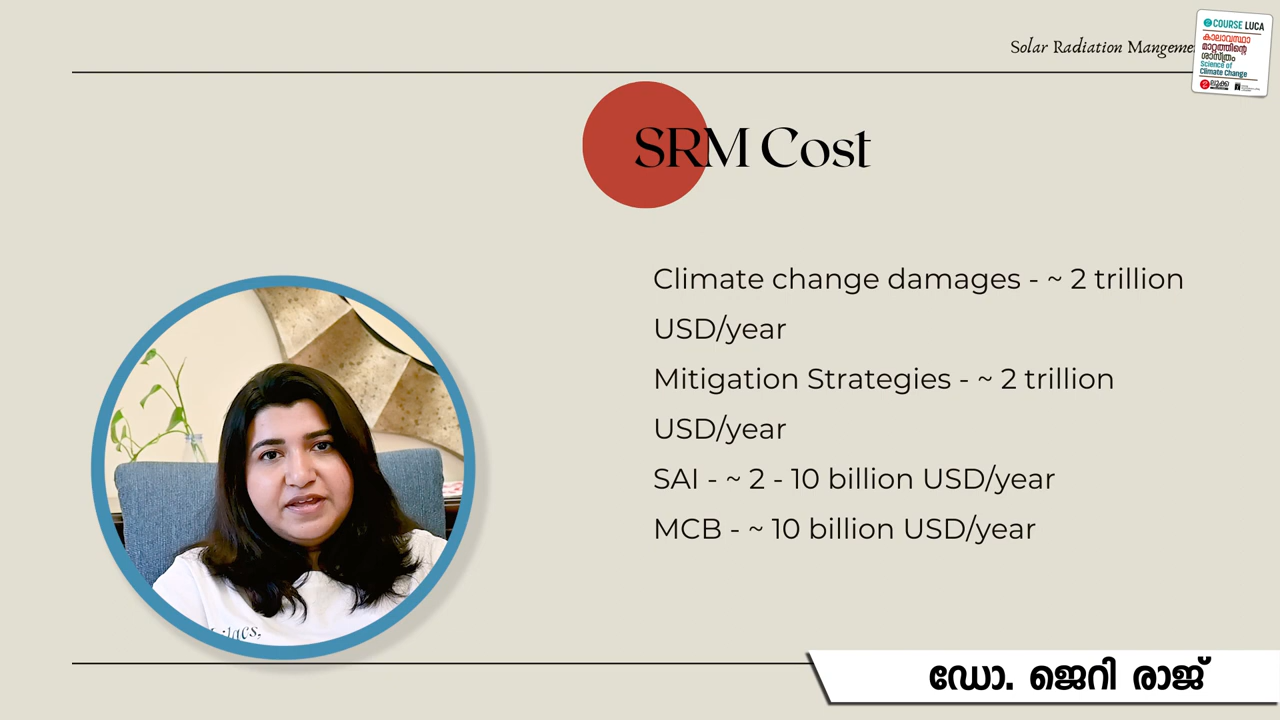 Solar Radiation Mangeme
COURSE LUCA
കാലാവസ്ഥാ
മാറ്റത്തിന്റെ
ശാസ്ത്രം
Science of
Climate Change
ലൂക്ക
SRM Cost
Climate change damages - ~ 2 trillion
USD/year
Mitigation Strategies - ~ 2 trillion
USD/year
SAI - ~ 2 - 10 billion USD/year
MCB - ~ 10 billion USD/year
ഡോ. ജെറി രാജ്